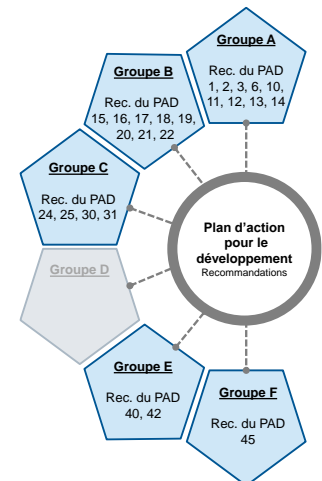 Groupe A
Rec. du PAD
1, 2, 3, 6, 10,
11, 12, 13, 14
Groupe B
Rec. du PAD
15, 16, 17, 18, 19,
20, 21, 22
Groupe C
Rec. du PAD
24, 25, 30, 31
Plan d'action
pour le
développement
Recommandations
Groupe D
Groupe E
Rec. du PAD
40, 42
Groupe F
Rec. du PAD
45